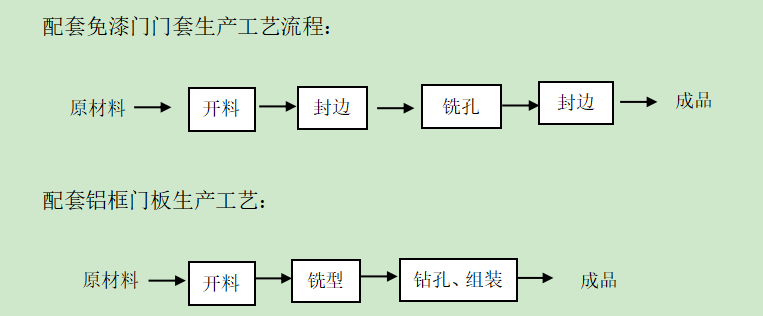 配套免漆门门套生产工艺流程：
原材料 开料 封边 铣孔 封边 成品
配套铝框门板生产工艺：
原材料 开料 铣型 钻孔、组装 成品